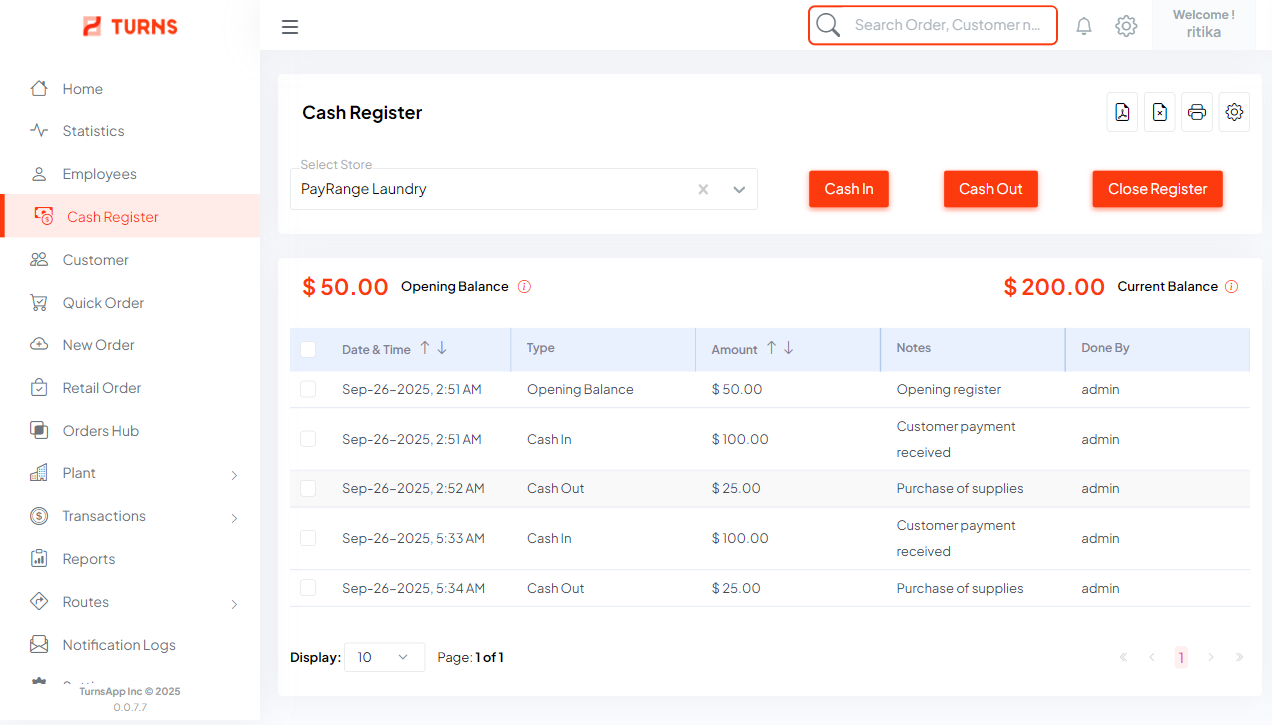 TURNS
Search Order, Customer n...
Welcome !
ritika
Home
Statistics
Employees
Cash Register
Customer
Quick Order
New Order
Retail Order
Orders Hub
Plant
Transactions
Reports
Routes
Notification Logs
TurnsApp Inc © 2025
0.0.7.7
Cash Register
Select Store
PayRange Laundry
Cash In
Cash Out
Close Register
$ 50.00 Opening Balance
$ 200.00 Current Balance
Date & Time Type Amount Notes Done By
Sep-26-2025, 2:51 AM Opening Balance $ 50.00 Opening register admin
Sep-26-2025, 2:51 AM Cash In $ 100.00 Customer payment
received admin
Sep-26-2025, 2:52 AM Cash Out $ 25.00 Purchase of supplies admin
Sep-26-2025, 5:33 AM Cash In $ 100.00 Customer payment
received admin
Sep-26-2025, 5:34 AM Cash Out $ 25.00 Purchase of supplies admin
Display: 10 Page: 1 of 1
1